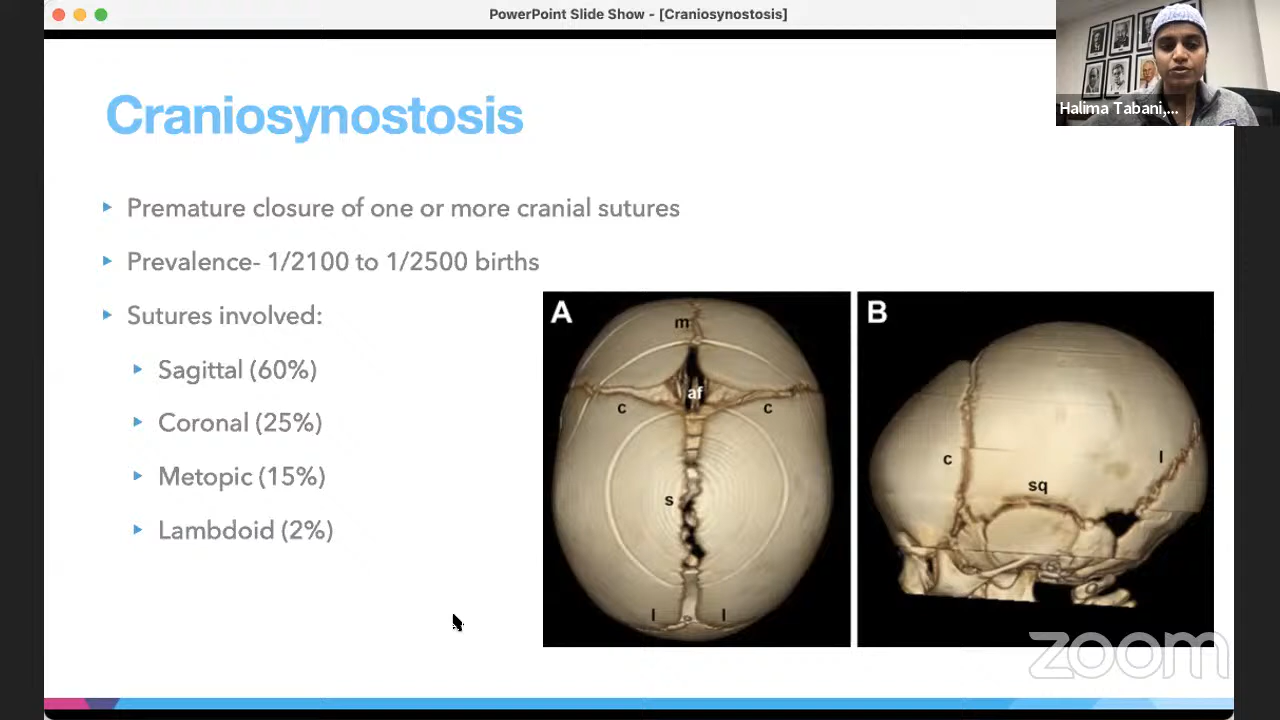 PowerPoint Slide Show - [Craniosynostosis]
Halima Tabani,...
Craniosynostosis
Premature closure of one or more cranial sutures
Prevalence- 1/2100 to 1/2500 births
Sutures involved:
Sagittal (60%)
Coronal (25%)
Metopic (15%)
Lambdoid (2%)
A
m
af
c c
s
l l
B
c
sq
l
zoom